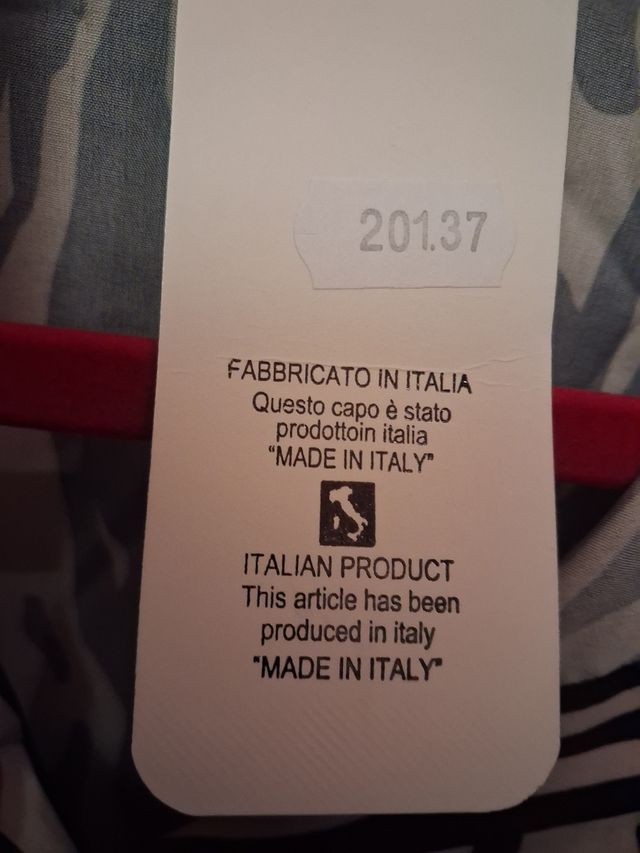 201.37
FABBRICATO IN ITALIA
Questo capo è stato
prodottoin italia
"MADE IN ITALY"
ITALIAN PRODUCT
This article has been
produced in italy
"MADE IN ITALY"